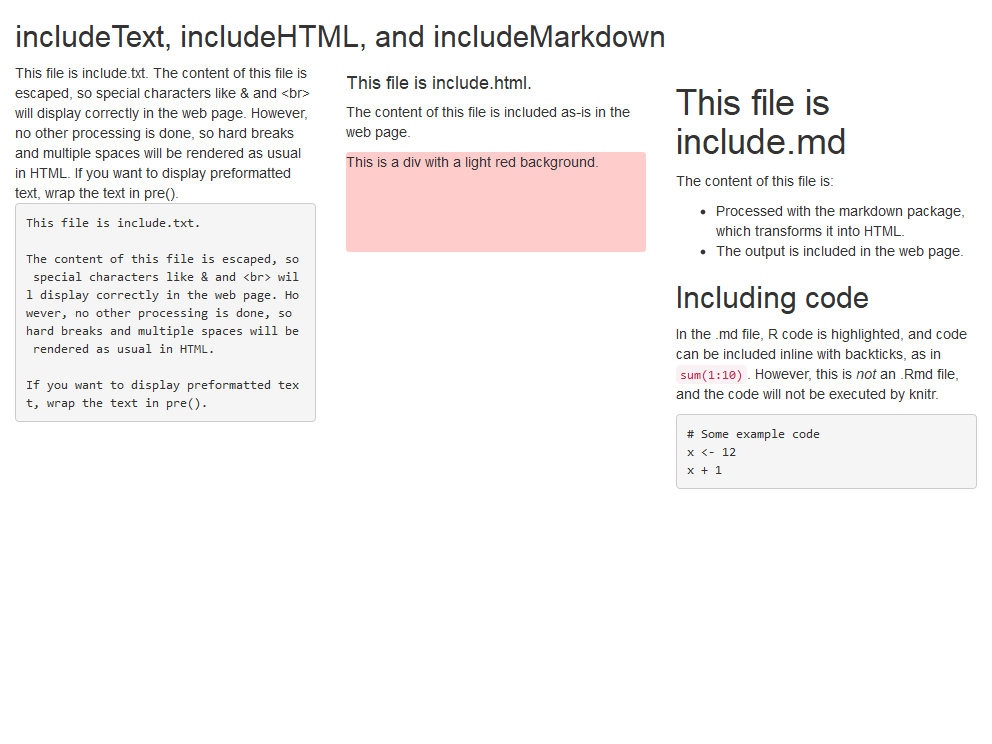 includeText, includeHTML, and includeMarkdown
This file is include.txt. The content of this file is
escaped, so special characters like & and <br>
will display correctly in the web page. However,
no other processing is done, so hard breaks
and multiple spaces will be rendered as usual
in HTML. If you want to display preformatted
text, wrap the text in pre().
This file is include.txt.
The content of this file is escaped, so
special characters like & and <br> wil
l display correctly in the web page. Ho
wever, no other processing is done, so
hard breaks and multiple spaces will be
rendered as usual in HTML.
If you want to display preformatted tex
t, wrap the text in pre().
This file is include.html.
The content of this file is included as-is in the
web page.
This is a div with a light red background.
This file is
include.md
The content of this file is:
• Processed with the markdown package,
which transforms it into HTML.
• The output is included in the web page.
Including code
In the .md file, R code is highlighted, and code
can be included inline with backticks, as in
sum(1:10). However, this is not an .Rmd file,
and the code will not be executed by knitr.
# Some example code
x <- 12
x + 1